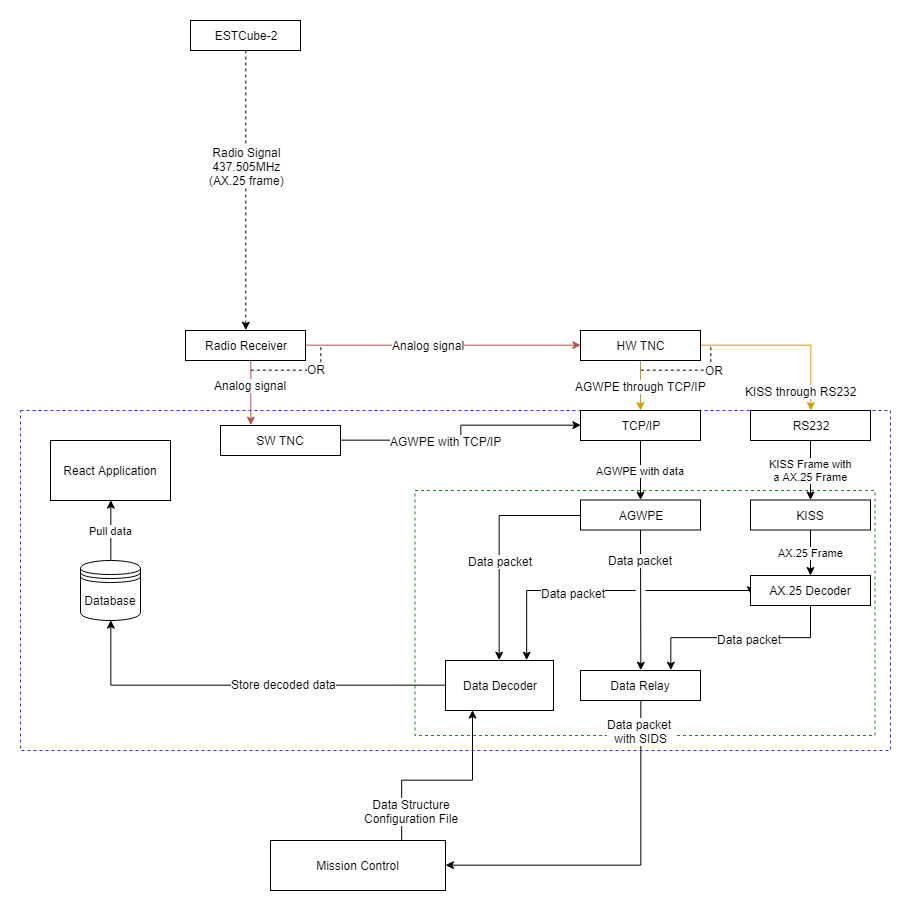 ESTCube-2
Radio Signal
437.505MHz
(AX.25 frame)
Radio Receiver
Analog signal
HW TNC
OR
OR
Analog signal
AGWPE through TCP/IP
KISS through RS232
SW TNC
AGWPE with TCP/IP
TCP/IP
RS232
React Application
AGWPE with data
KISS Frame with
a AX.25 Frame
AGWPE
KISS
Pull data
Data packet
Data packet
AX.25 Frame
Database
Data packet
AX.25 Decoder
Data packet
Store decoded data
Data Decoder
Data Relay
Data packet
with SIDS
Data Structure
Configuration File
Mission Control